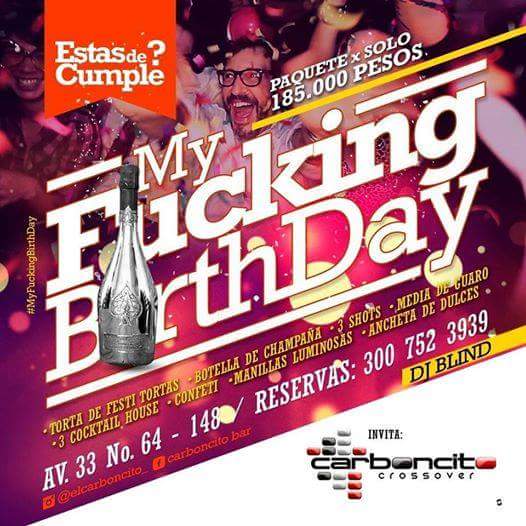 Estas de ?
Cumple
PAQUETE x SOLO
185.000 PESOS
My
Fucking
BirthDay
#MyFuckingBirthDay
• TORTA DE FESTI TORTAS • BOTELLA DE CHAMPAÑA • 3 SHOTS • MEDIA DE GUARO
• 3 COCKTAIL HOUSE • CONFETI • MANILLAS LUMINOSAS • ANCHETA DE DULCES
AV. 33 No. 64 - 148 / RESERVAS: 300 752 3939
DJ BLIND
@elcarboncito_ f carboncito bar
INVITA:
carboncito
crossover